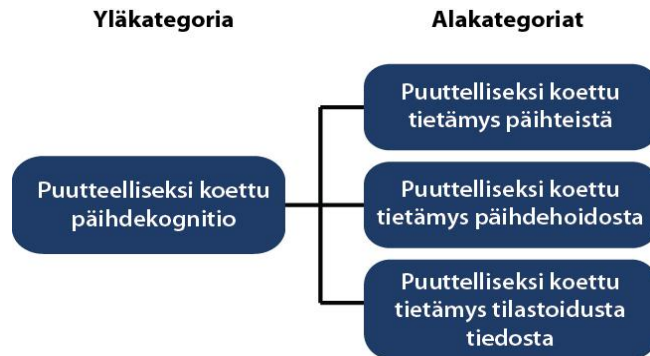 Yläkategoria
Alakategoriat
Puutteelliseksi koettu
päihdekognitio
Puuttelliseksi koettu
tietämys päihteistä
Puuttelliseksi koettu
tietämys päihdehoidosta
Puuttelliseksi koettu
tietämys tilastoidusta
tiedosta